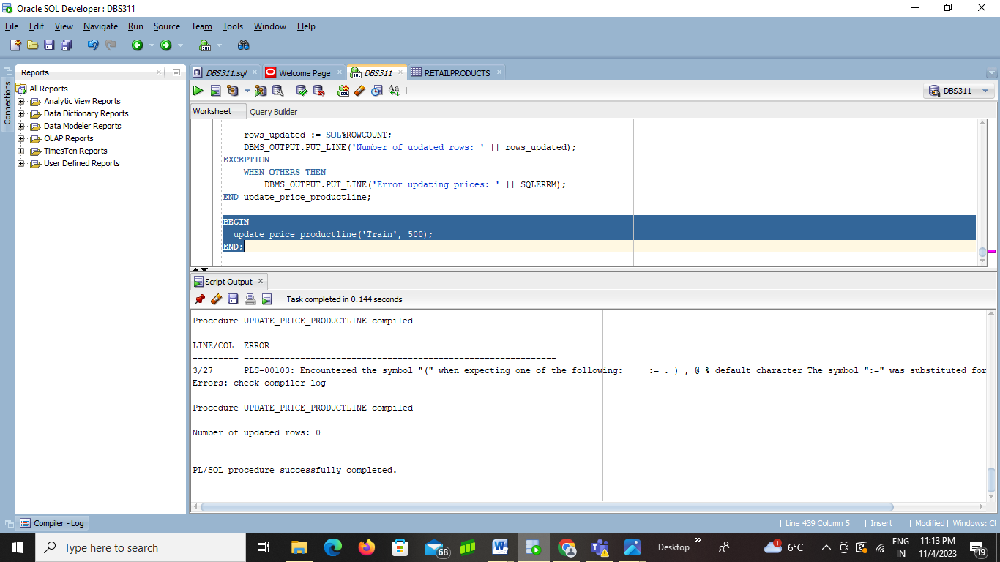 Oracle SQL Developer : DBS311
File Edit View Navigate Run Source Team Tools Window Help
Connections
Reports
All Reports
Analytic View Reports
Data Dictionary Reports
Data Modeler Reports
OLAP Reports
TimesTen Reports
User Defined Reports
DBS311.sql
Welcome Page
DBS311
RETAILPRODUCTS
DBS311
Worksheet Query Builder
rows_updated := SQL%ROWCOUNT;
DBMS_OUTPUT.PUT_LINE('Number of updated rows: ' || rows_updated);
EXCEPTION
WHEN OTHERS THEN
DBMS_OUTPUT.PUT_LINE('Error updating prices: ' || SQLERRM);
END update_price_productline;
BEGIN
update_price_productline('Train', 500);
END;
Script Output
Task completed in 0.144 seconds
Procedure UPDATE_PRICE_PRODUCTLINE compiled
LINE/COL ERROR
--------- -------------------------------------------------------------
3/27 PLS-00103: Encountered the symbol "(" when expecting one of the following: := . ) , @ % default character The symbol ":=" was substituted for
Errors: check compiler log
Procedure UPDATE_PRICE_PRODUCTLINE compiled
Number of updated rows: 0
PL/SQL procedure successfully completed.
Compiler - Log
Line 439 Column 5 | Insert | Modified | Windows: CF
Type here to search
68
Desktop
1
6°C
ENG
IN
11:13 PM
11/4/2023
19